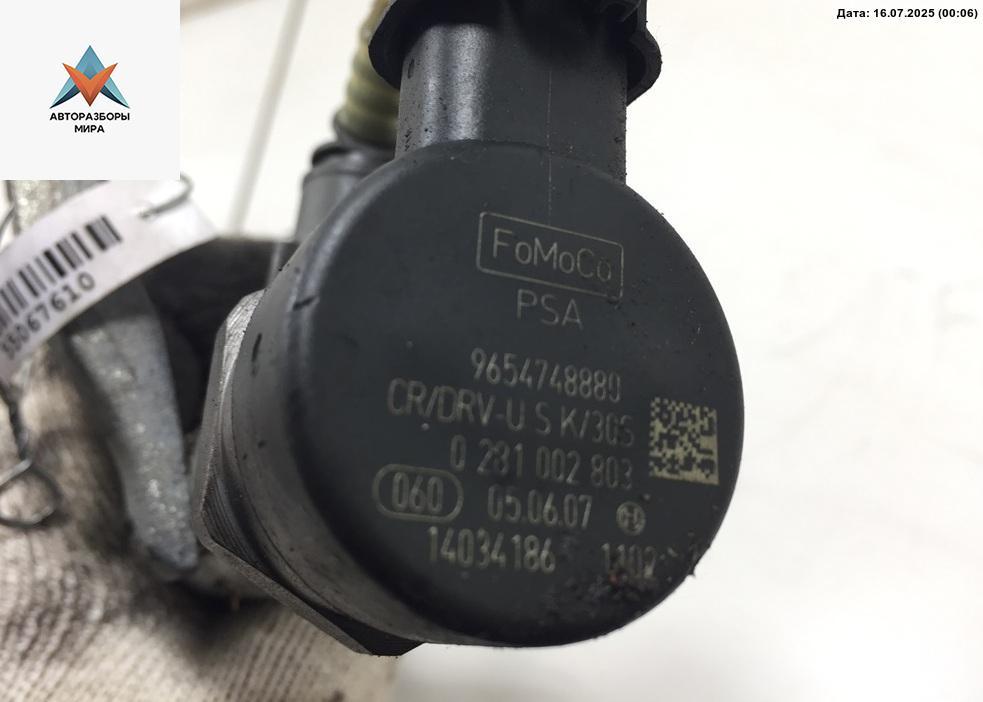 Дата: 16.07.2025 (00:06)
АВТОРАЗБОРЫ
МИРА
55067610
FoMoCo
PSA
9654748880
CR/DRV-U S K/30S
0 281 002 803
060 05.06.07
14034186